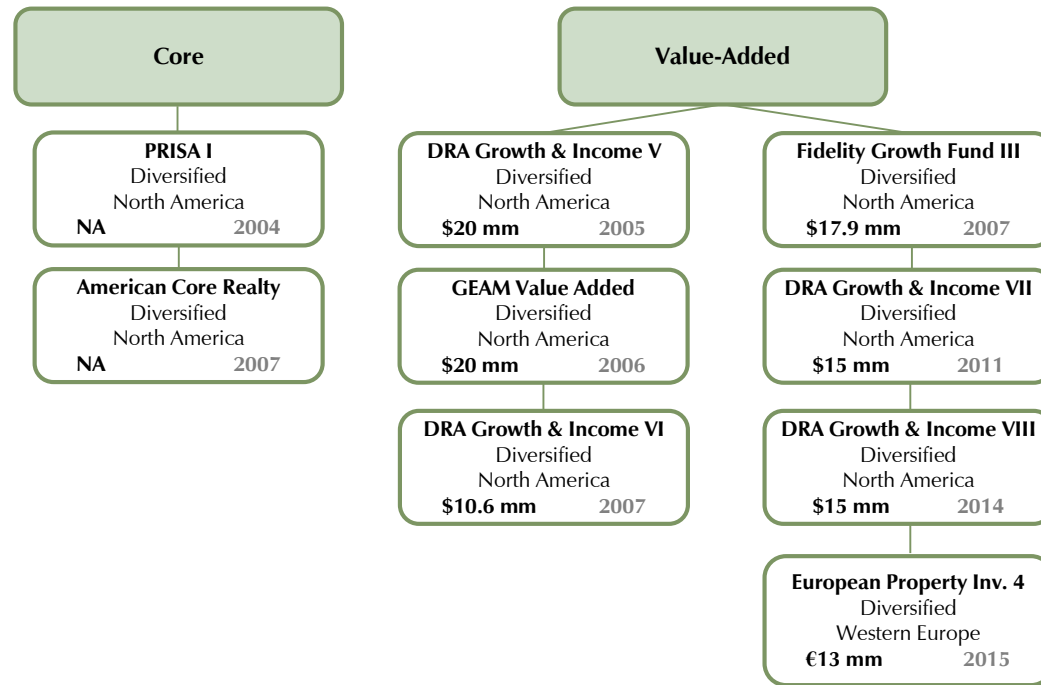 Core
PRISA I
Diversified
North America
NA 2004
American Core Realty
Diversified
North America
NA 2007
Value-Added
DRA Growth & Income V
Diversified
North America
$20 mm 2005
GEAM Value Added
Diversified
North America
$20 mm 2006
DRA Growth & Income VI
Diversified
North America
$10.6 mm 2007
Fidelity Growth Fund III
Diversified
North America
$17.9 mm 2007
DRA Growth & Income VII
Diversified
North America
$15 mm 2011
DRA Growth & Income VIII
Diversified
North America
$15 mm 2014
European Property Inv. 4
Diversified
Western Europe
€13 mm 2015